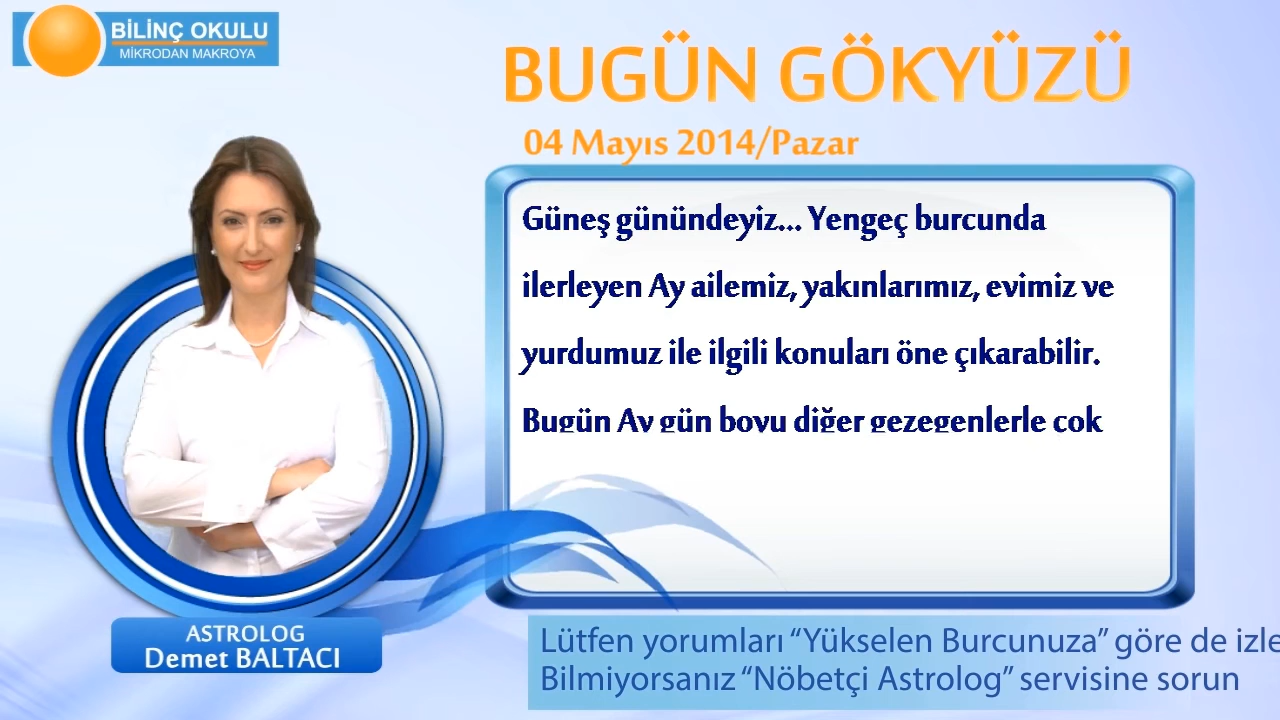 BİLİNÇ OKULU
MİKRODAN MAKROYA
BUGÜN GÖKYÜZÜ
04 Mayıs 2014/Pazar
Güneş günündeyiz... Yengeç burcunda
ilerleyen Ay ailemiz, yakınlarımız, evimiz ve
yurdumuz ile ilgili konuları öne çıkarabilir.
Bugün Ay gün boyu diğer gezegenlerle çok
ASTROLOG
Demet BALTACI
Lütfen yorumları “Yükselen Burcunuza” göre de izle
Bilmiyorsanız “Nöbetçi Astrolog” servisine sorun